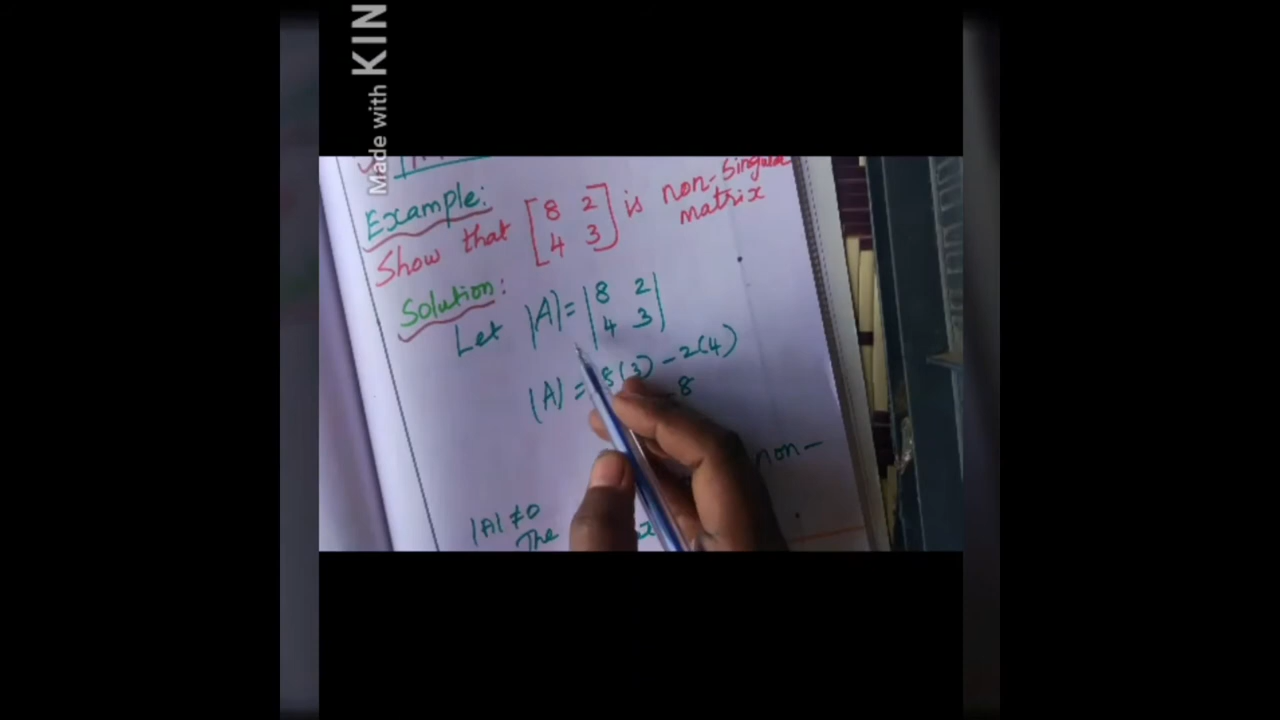 Made with KIN
Example:
Show that [8 2 is non-Singular
4 3] matrix
Solution:
Let |A| = |8 2
4 3|
|A| = 8(3) - 2(4)
- 8
non-
|A| ≠ 0
The